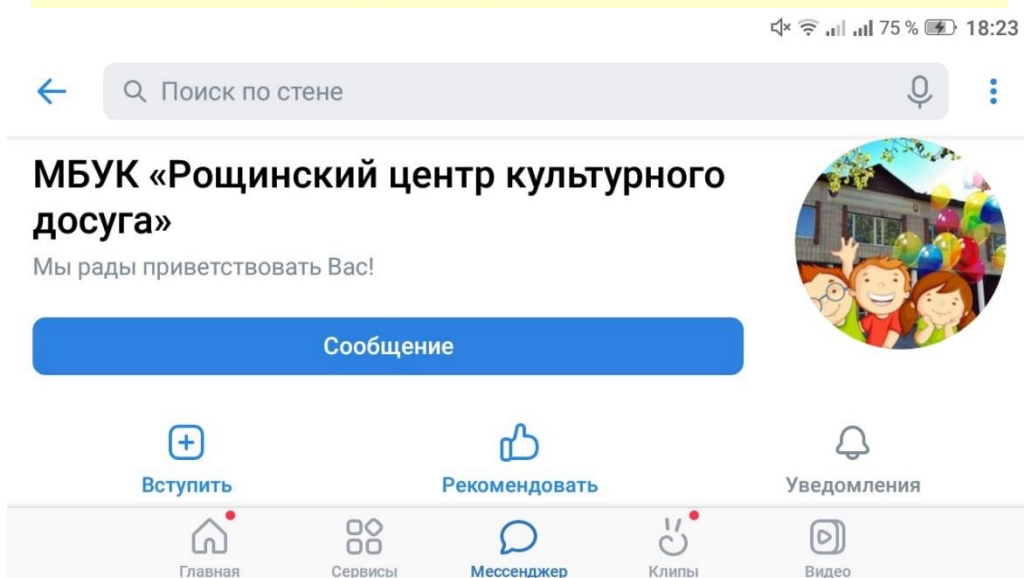 75 % 18:23
Поиск по стене
МБУК «Рощинский центр культурного
досуга»
Мы рады приветствовать Вас!
Сообщение
Вступить Рекомендовать Уведомления
Главная Сервисы Мессенджер Клипы Видео